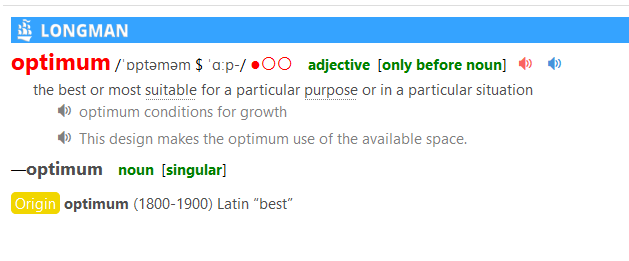 LONGMAN
optimum /ˈɒptəməm $ ˈɑːp-/ ●○○ adjective [only before noun]
the best or most suitable for a particular purpose or in a particular situation
optimum conditions for growth
This design makes the optimum use of the available space.
—optimum noun [singular]
Origin optimum (1800-1900) Latin “best”